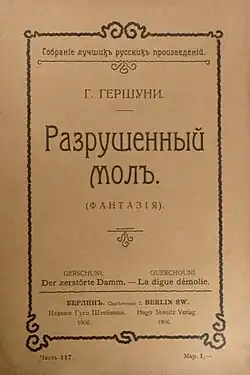 Собраніе лучшихъ русскихъ произведеній.
Г. ГЕРШУНИ.
Разрушенный
молъ.
(ФАНТАЗІЯ).
GERSCHUNI. GUERCHOUNI.
Der zerstörte Damm. — La digue démolie.
БЕРЛИНЪ. BERLIN SW.
Изданіе Гуго Штейница. Hugo Steinitz Verlag
1906. 1906.
Часть 117. Mar. 1,—.